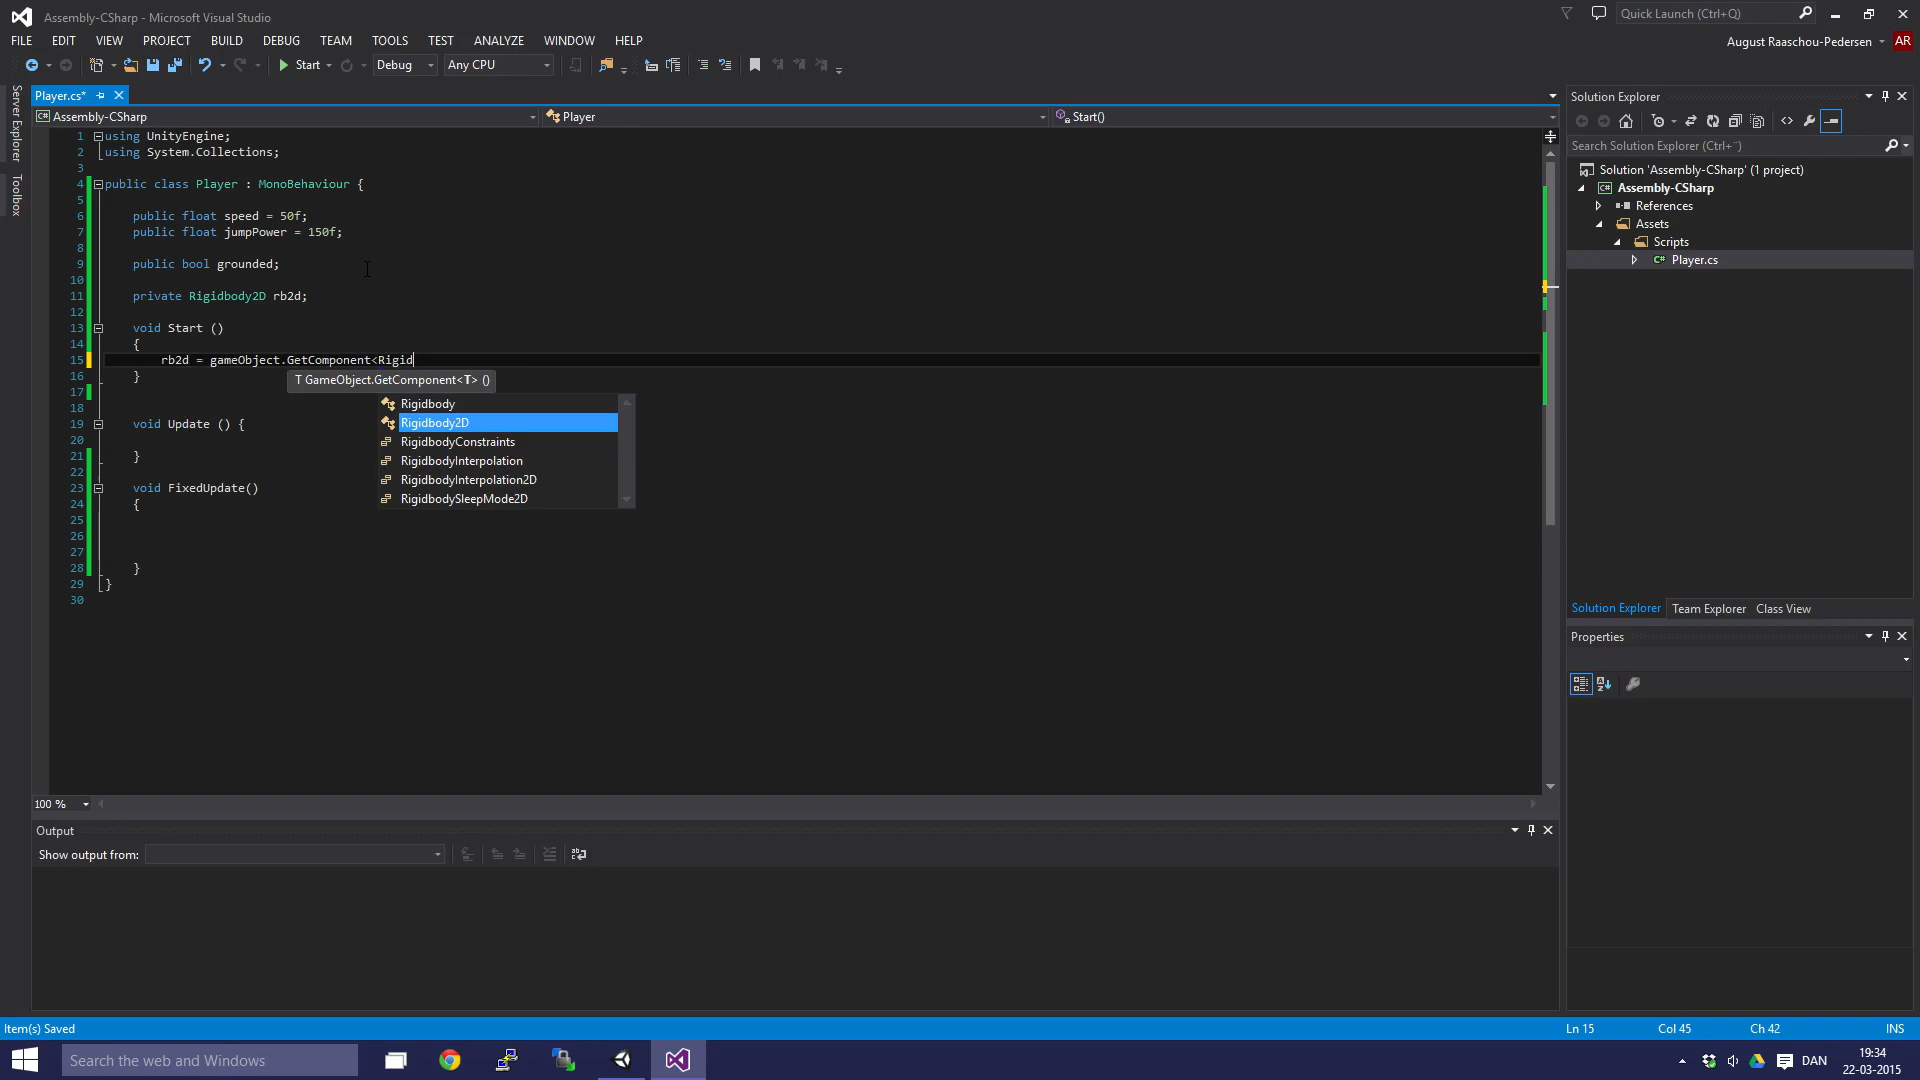 Assembly-CSharp - Microsoft Visual Studio
Quick Launch (Ctrl+Q)
FILE EDIT VIEW PROJECT BUILD DEBUG TEAM TOOLS TEST ANALYZE WINDOW HELP
August Raaschou-Pedersen AR
Start Debug Any CPU
Server Explorer
Toolbox
Player.cs*
Assembly-CSharp Player Start()
1 using UnityEngine;
2 using System.Collections;
3
4 public class Player : MonoBehaviour {
5
6 public float speed = 50f;
7 public float jumpPower = 150f;
8
9 public bool grounded;
10
11 private Rigidbody2D rb2d;
12
13 void Start ()
14 {
15 rb2d = gameObject.GetComponent<Rigid
16 }
T GameObject.GetComponent<T> ()
17
Rigidbody
Rigidbody2D
RigidbodyConstraints
RigidbodyInterpolation
RigidbodyInterpolation2D
RigidbodySleepMode2D
18
19 void Update () {
20
21 }
22
23 void FixedUpdate()
24 {
25
26
27
28 }
29 }
30
100 %
Output
Show output from:
Solution Explorer
Search Solution Explorer (Ctrl+¨)
Solution 'Assembly-CSharp' (1 project)
Assembly-CSharp
References
Assets
Scripts
Player.cs
Solution Explorer Team Explorer Class View
Properties
Item(s) Saved Ln 15 Col 45 Ch 42 INS
Search the web and Windows
DAN
19:34
22-03-2015